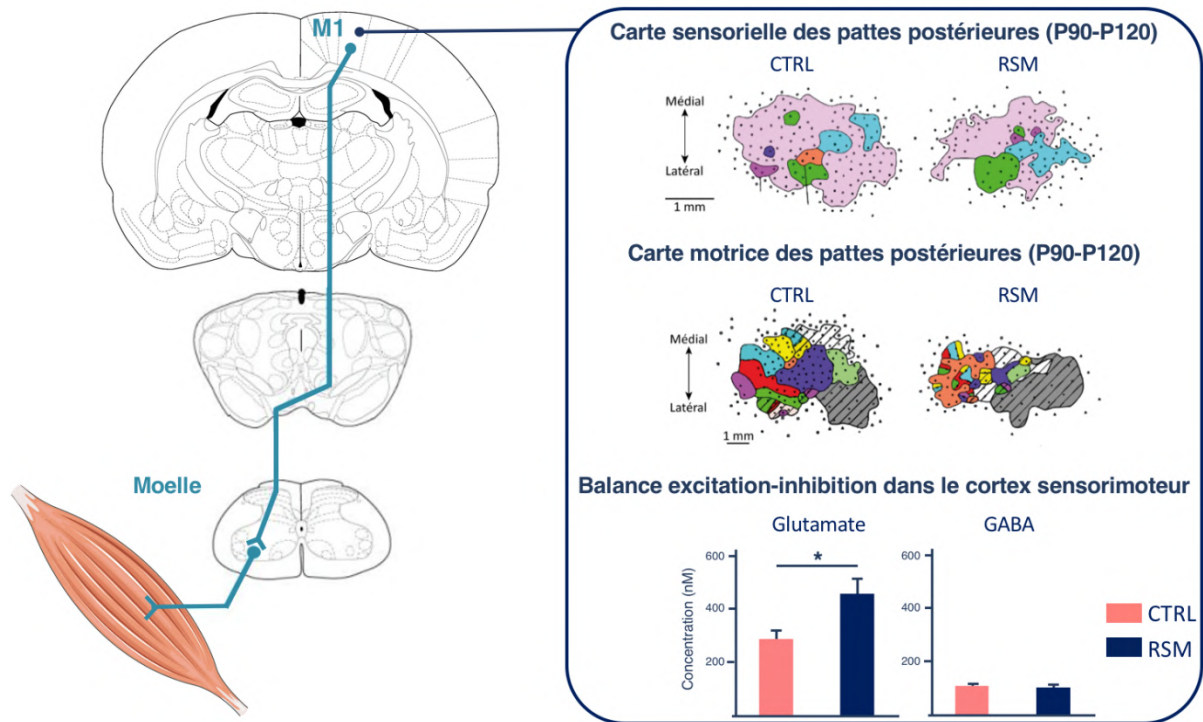 M1
Moelle
Carte sensorielle des pattes postérieures (P90-P120)
CTRL
RSM
Médial
Latéral
1 mm
Carte motrice des pattes postérieures (P90-P120)
CTRL
RSM
Médial
Latéral
1 mm
Balance excitation-inhibition dans le cortex sensorimoteur
Glutamate
GABA
Concentration (nM)
600
400
200
*
600
400
200
CTRL
RSM